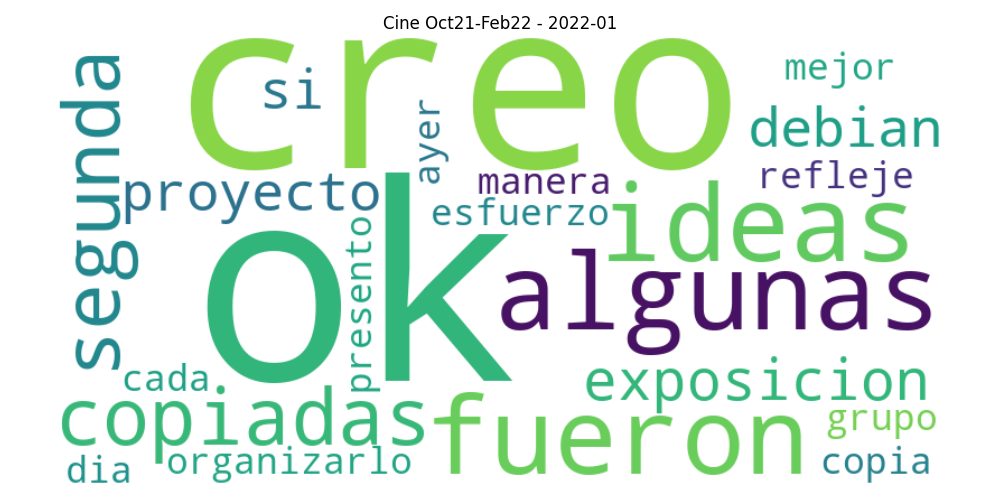 Cine Oct21-Feb22 - 2022-01
creo
si
mejor
segunda
ayer
debian
proyecto
manera
refleje
esfuerzo
ideas
ok
presento
algunas
cada
exposicion
copiadas
fueron
grupo
dia
organizarlo
copia